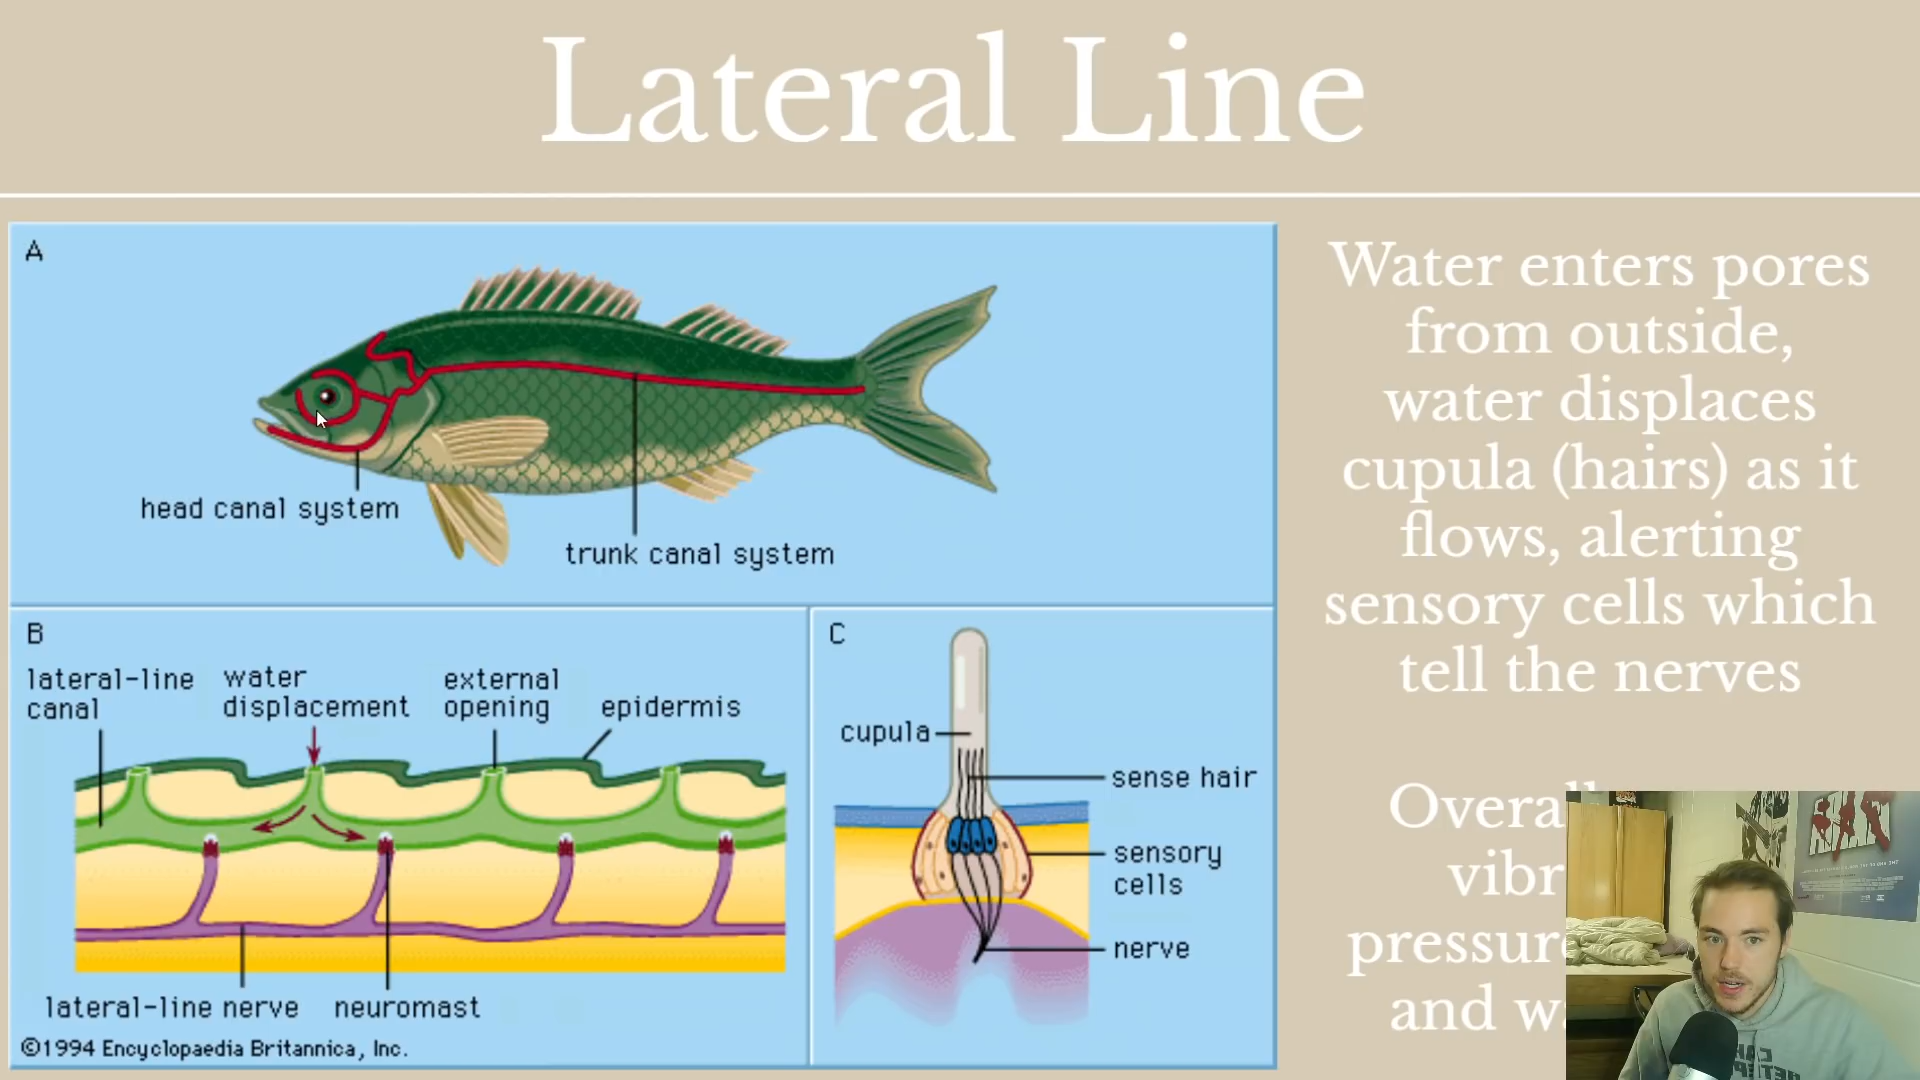 Lateral Line
A
head canal system
trunk canal system
B
lateral-line
canal
water
displacement
external
opening
epidermis
lateral-line nerve
neuromast
©1994 Encyclopaedia Britannica, Inc.
C
cupula
sense hair
sensory
cells
nerve
Water enters pores
from outside,
water displaces
cupula (hairs) as it
flows, alerting
sensory cells which
tell the nerves
and